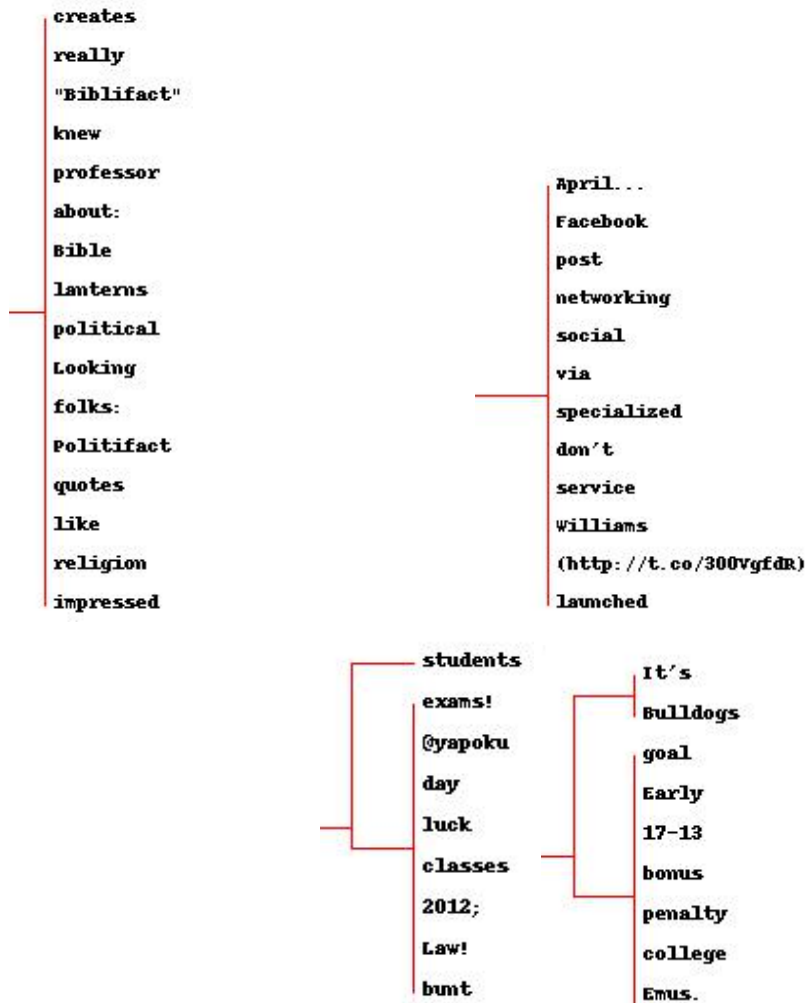 creates
really
"Biblifact"
knew
professor
about:
Bible
lanterns
political
Looking
folks:
Politifact
quotes
like
religion
impressed
April...
Facebook
post
networking
social
via
specialized
don't
service
Williams
(http://t.co/300VgfdR)
launched
students
exams!
@yapoku
day
luck
classes
2012;
Law!
bunt
It's
Bulldogs
goal
Early
17-13
bonus
penalty
college
Emus.